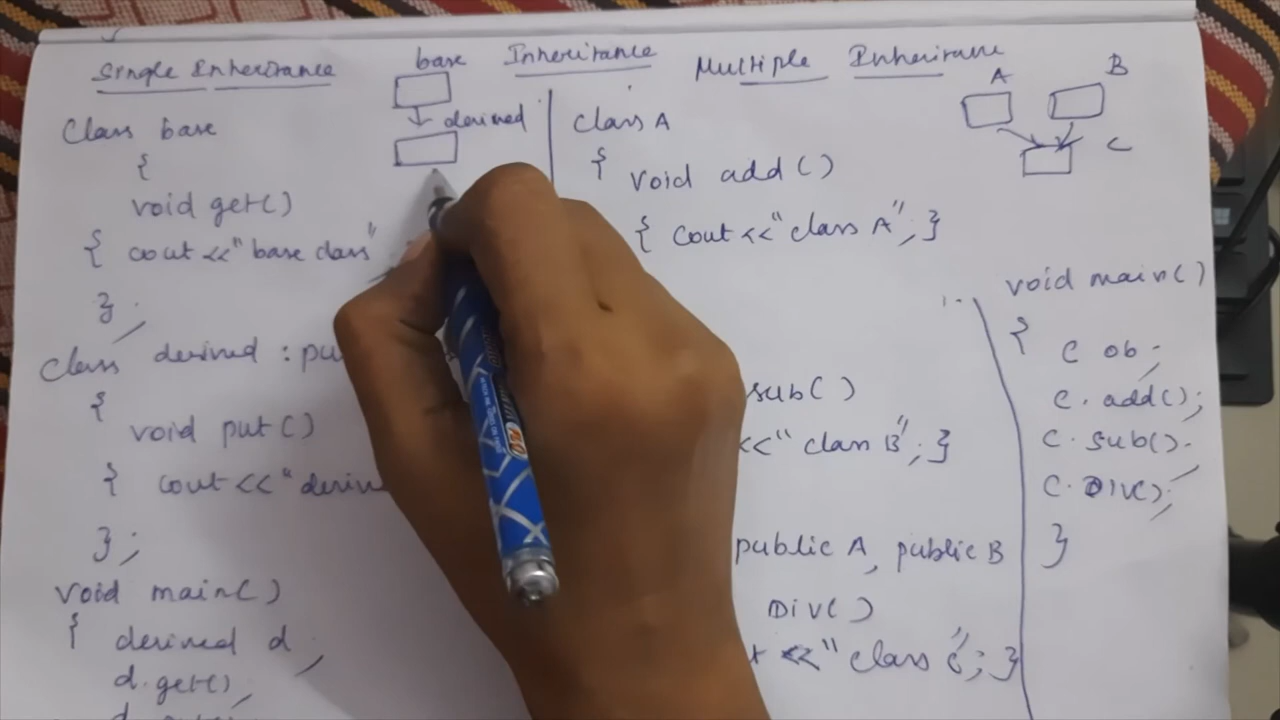 Inheritance
Single Inheritance
base
derined
Class base
{
void get()
{ cout <<"base class"
};
Class derived : pu
{
void put()
{ cout <<"deriv
};
void main()
{ derived d;
d.get();
Multiple Inheritance
A B
C
Class A
{ void add()
{ cout <<"class A"; }
sub()
<<" class B"; }
public A, public B
DIV()
<<" class C"; }
void main()
{
C ob;
C. add();
C. sub();
C. DIV();
}